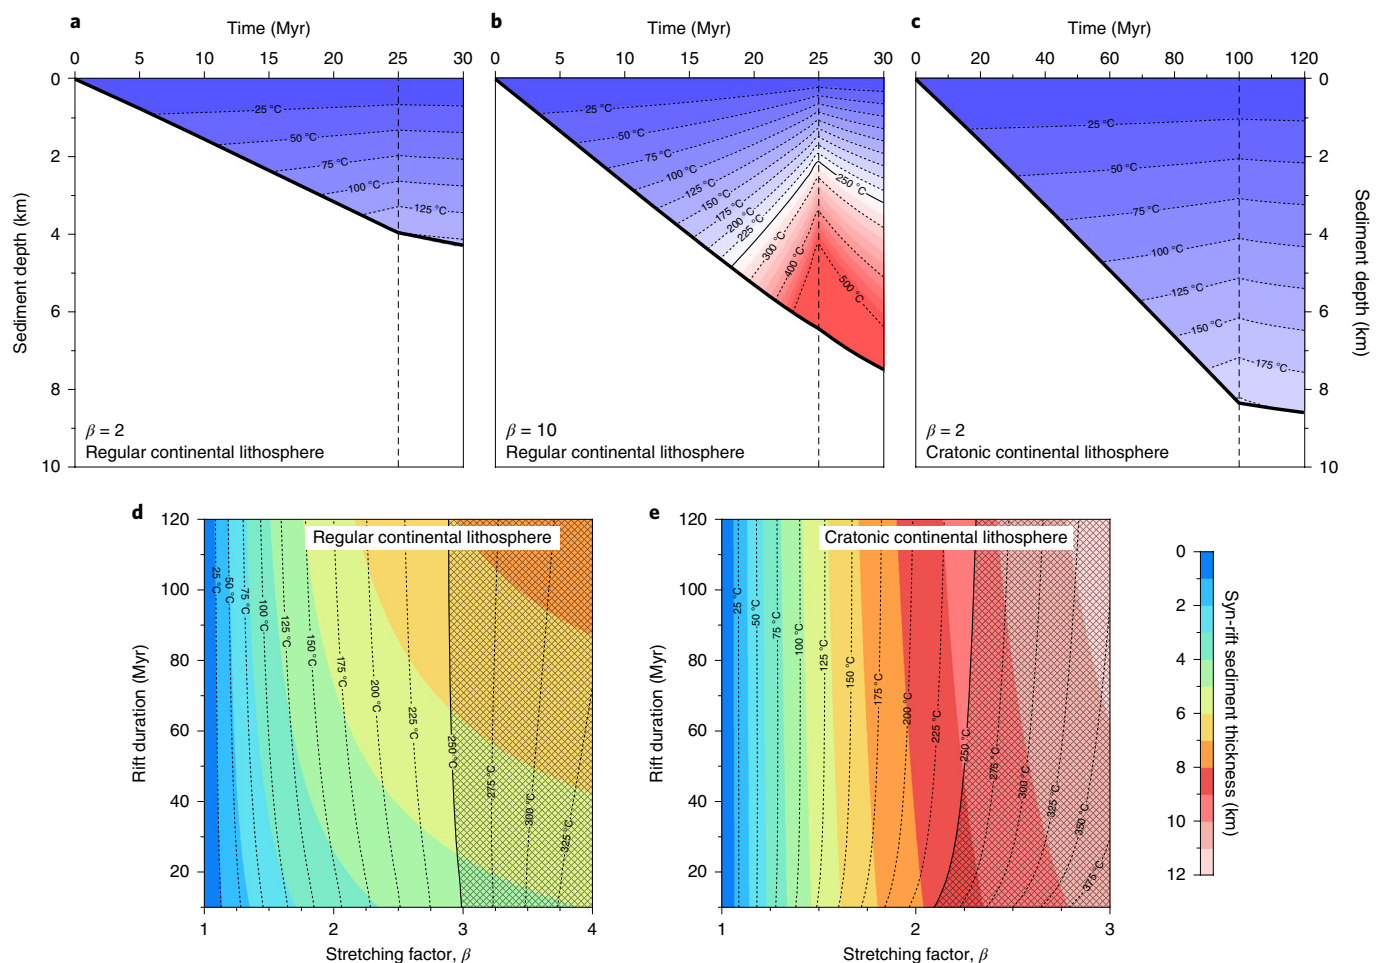 a
Time (Myr)
0 5 10 15 20 25 30
b
Time (Myr)
0 5 10 15 20 25 30
c
Time (Myr)
0 20 40 60 80 100 120
Sediment depth (km)
0
2
4
6
8
10
25 °C
50 °C
75 °C
100 °C
125 °C
β = 2
Regular continental lithosphere
25 °C
50 °C
75 °C
100 °C
125 °C
150 °C
175 °C
200 °C
225 °C
250 °C
300 °C
400 °C
500 °C
β = 10
Regular continental lithosphere
25 °C
50 °C
75 °C
100 °C
125 °C
150 °C
175 °C
β = 2
Cratonic continental lithosphere
0
2
4
6
8
10
Sediment depth (km)
d
Regular continental lithosphere
Rift duration (Myr)
120
100
80
60
40
20
25 °C
50 °C
75 °C
100 °C
125 °C
150 °C
175 °C
200 °C
225 °C
250 °C
275 °C
300 °C
325 °C
1 2 3 4
Stretching factor, β
e
Cratonic continental lithosphere
Rift duration (Myr)
120
100
80
60
40
20
25 °C
50 °C
75 °C
100 °C
125 °C
150 °C
175 °C
200 °C
225 °C
250 °C
275 °C
300 °C
325 °C
350 °C
375 °C
1 2 3
Stretching factor, β
0
2
4
6
8
10
12
Syn-rift sediment thickness (km)